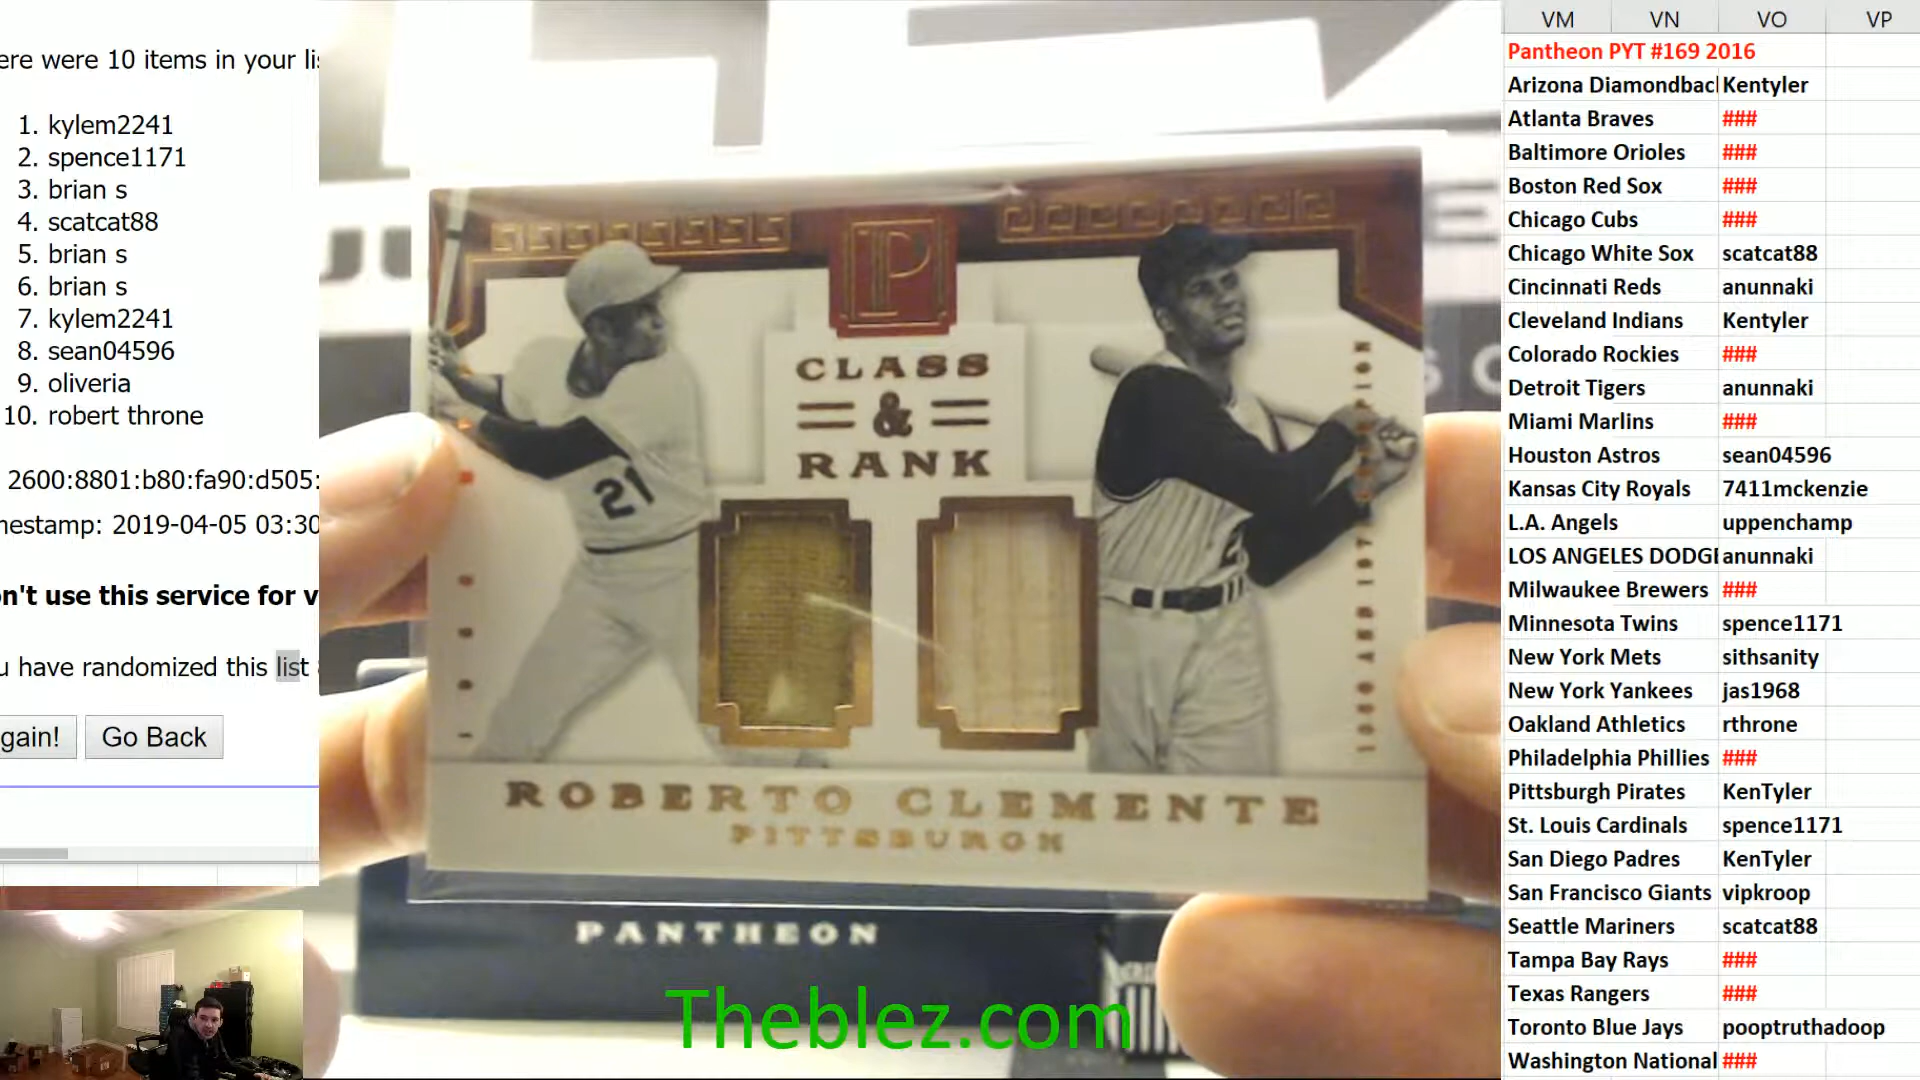 ere were 10 items in your lis
1. kylem2241
2. spence1171
3. brian s
4. scatcat88
5. brian s
6. brian s
7. kylem2241
8. sean04596
9. oliveria
10. robert throne
2600:8801:b80:fa90:d505:
nestamp: 2019-04-05 03:30
n't use this service for v
u have randomized this list
gain! Go Back
P
CLASS
&
RANK
21
ROBERTO CLEMENTE
PITTSBURGH
PANTHEON
Theblez.com
VM VN VO VP
Pantheon PYT #169 2016
Arizona Diamondbacl Kentyler
Atlanta Braves ###
Baltimore Orioles ###
Boston Red Sox ###
Chicago Cubs ###
Chicago White Sox scatcat88
Cincinnati Reds anunnaki
Cleveland Indians Kentyler
Colorado Rockies ###
Detroit Tigers anunnaki
Miami Marlins ###
Houston Astros sean04596
Kansas City Royals 7411mckenzie
L.A. Angels uppenchamp
LOS ANGELES DODGE anunnaki
Milwaukee Brewers ###
Minnesota Twins spence1171
New York Mets sithsanity
New York Yankees jas1968
Oakland Athletics rthrone
Philadelphia Phillies ###
Pittsburgh Pirates KenTyler
St. Louis Cardinals spence1171
San Diego Padres KenTyler
San Francisco Giants vipkroop
Seattle Mariners scatcat88
Tampa Bay Rays ###
Texas Rangers ###
Toronto Blue Jays pooptruthadoop
Washington National ###